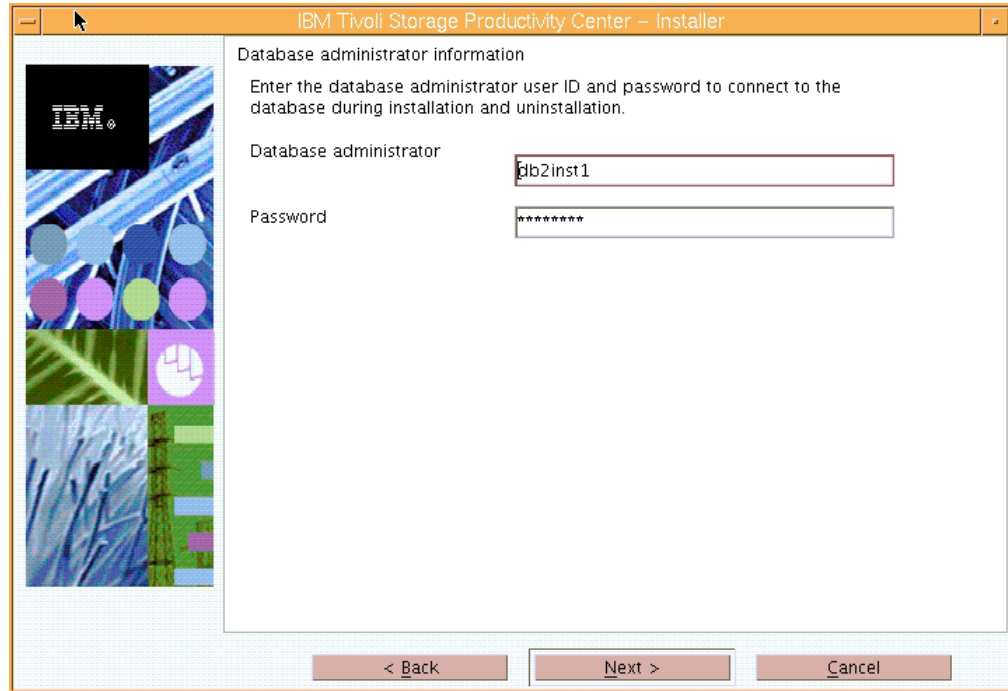 IBM Tivoli Storage Productivity Center – Installer
IBM®
Database administrator information
Enter the database administrator user ID and password to connect to the
database during installation and uninstallation.
Database administrator
db2inst1
Password
********
< Back
Next >
Cancel